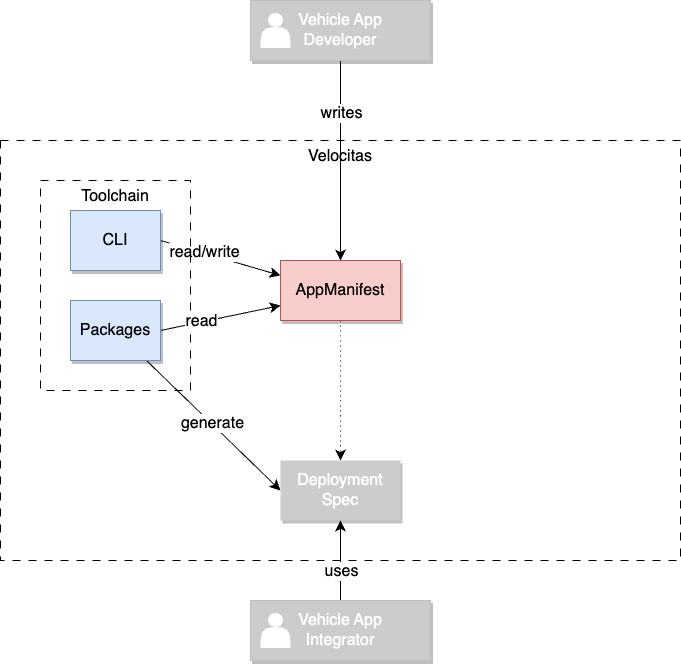 Vehicle App
Developer
writes
Velocitas
Toolchain
CLI
read/write
AppManifest
Packages
read
generate
Deployment
Spec
uses
Vehicle App
Integrator